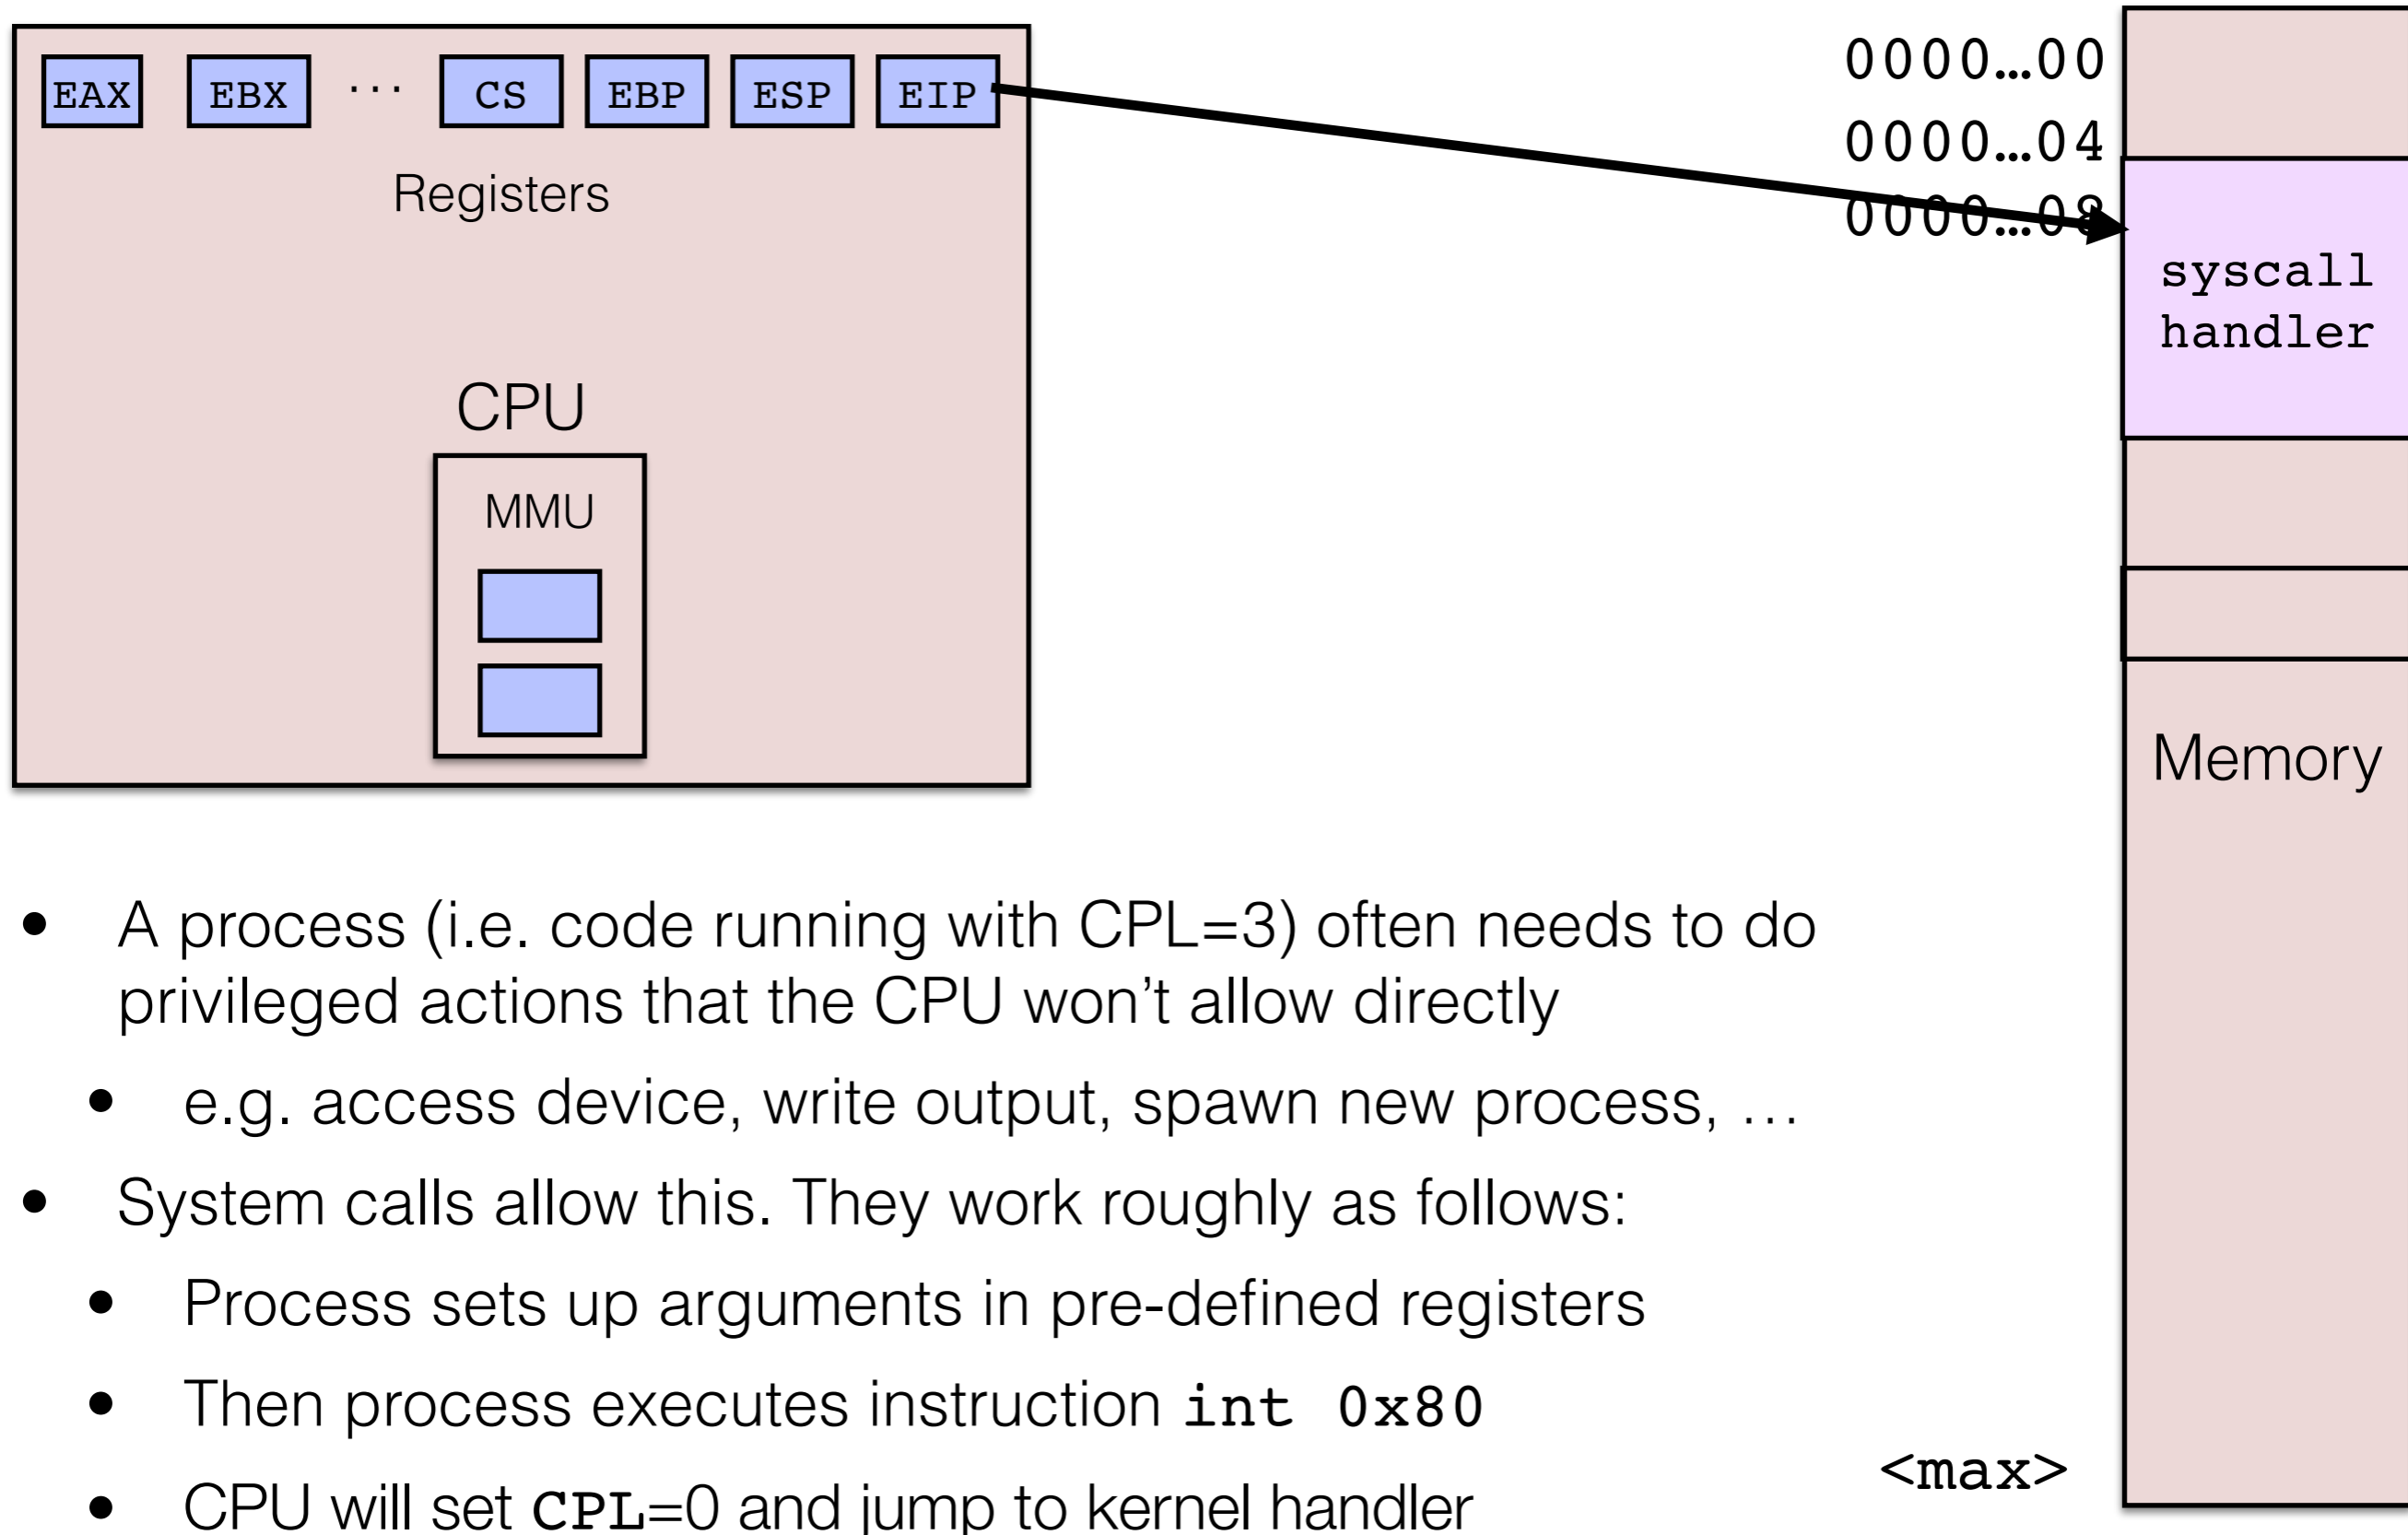 EAX EBX ... CS EBP ESP EIP
Registers
CPU
MMU
0000…00
0000…04
0000…08
syscall
handler
Memory
<max>
• A process (i.e. code running with CPL=3) often needs to do
privileged actions that the CPU won’t allow directly
• e.g. access device, write output, spawn new process, …
• System calls allow this. They work roughly as follows:
• Process sets up arguments in pre-defined registers
• Then process executes instruction int 0x80
• CPU will set CPL=0 and jump to kernel handler